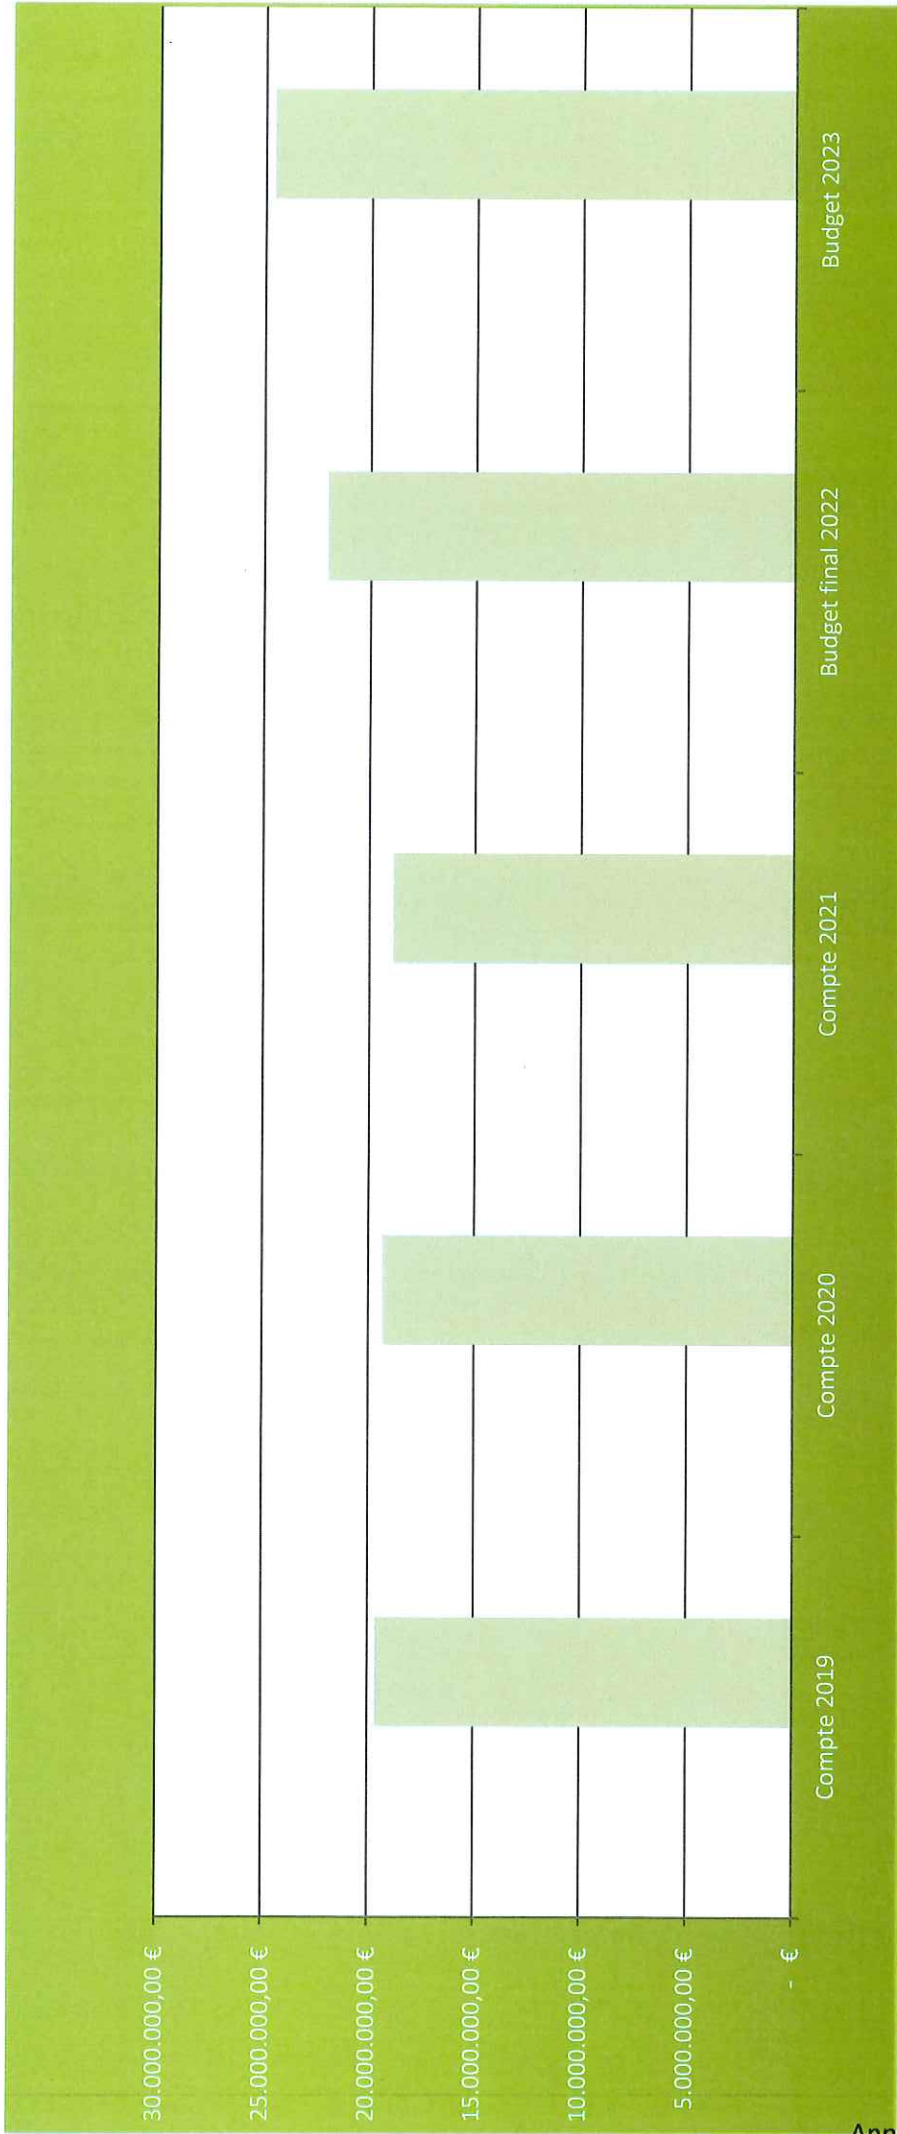 30.000.000,00 €
25.000.000,00 €
20.000.000,00 €
15.000.000,00 €
10.000.000,00 €
5.000.000,00 €
- €
Compte 2019
Compte 2020
Compte 2021
Budget final 2022
Budget 2023